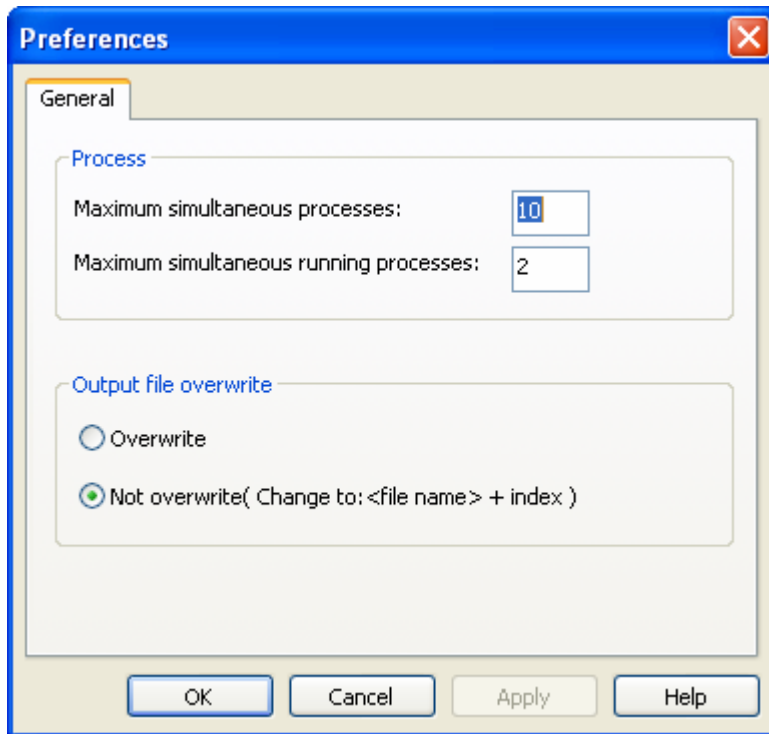 Preferences
General
Process
Maximum simultaneous processes: 10
Maximum simultaneous running processes: 2
Output file overwrite
Overwrite
Not overwrite( Change to:<file name> + index )
OK Cancel Apply Help